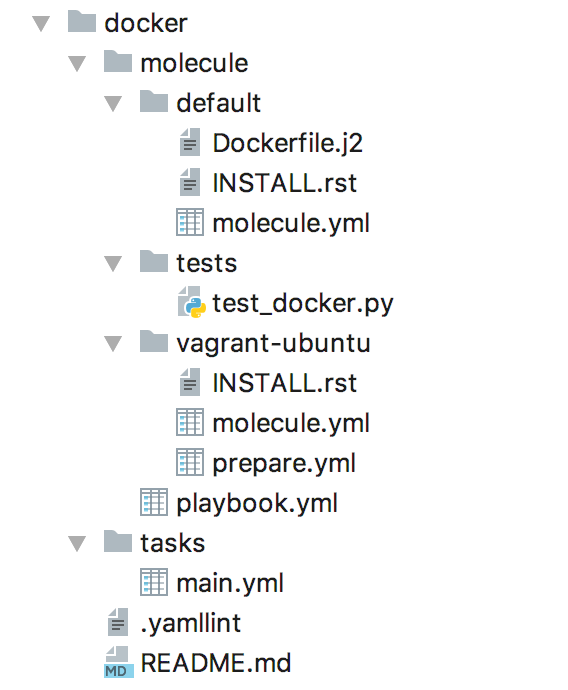 docker
molecule
default
Dockerfile.j2
INSTALL.rst
molecule.yml
tests
test_docker.py
vagrant-ubuntu
INSTALL.rst
molecule.yml
prepare.yml
playbook.yml
tasks
main.yml
.yamllint
MD README.md